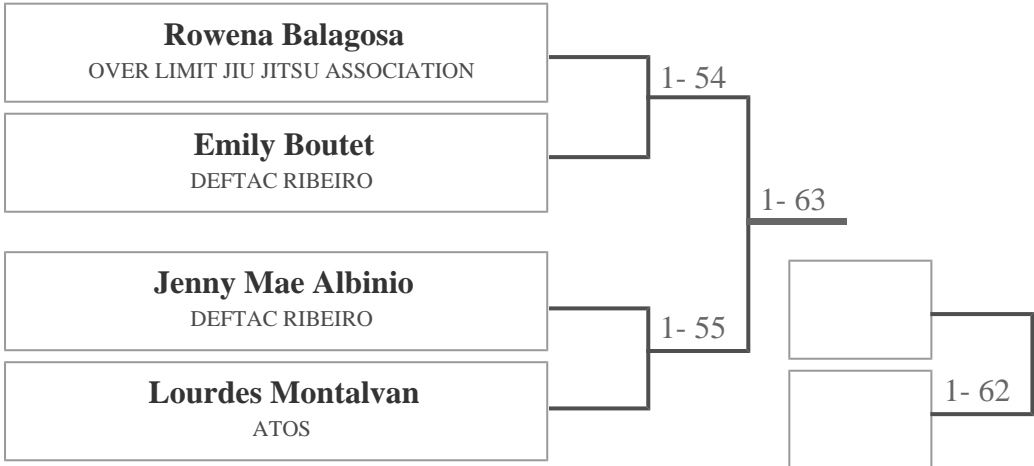 Rowena Balagosa
OVER LIMIT JIU JITSU ASSOCIATION
1- 54
Emily Boutet
DEFTAC RIBEIRO
1- 63
Jenny Mae Albinio
DEFTAC RIBEIRO
1- 55
Lourdes Montalvan
ATOS
1- 62